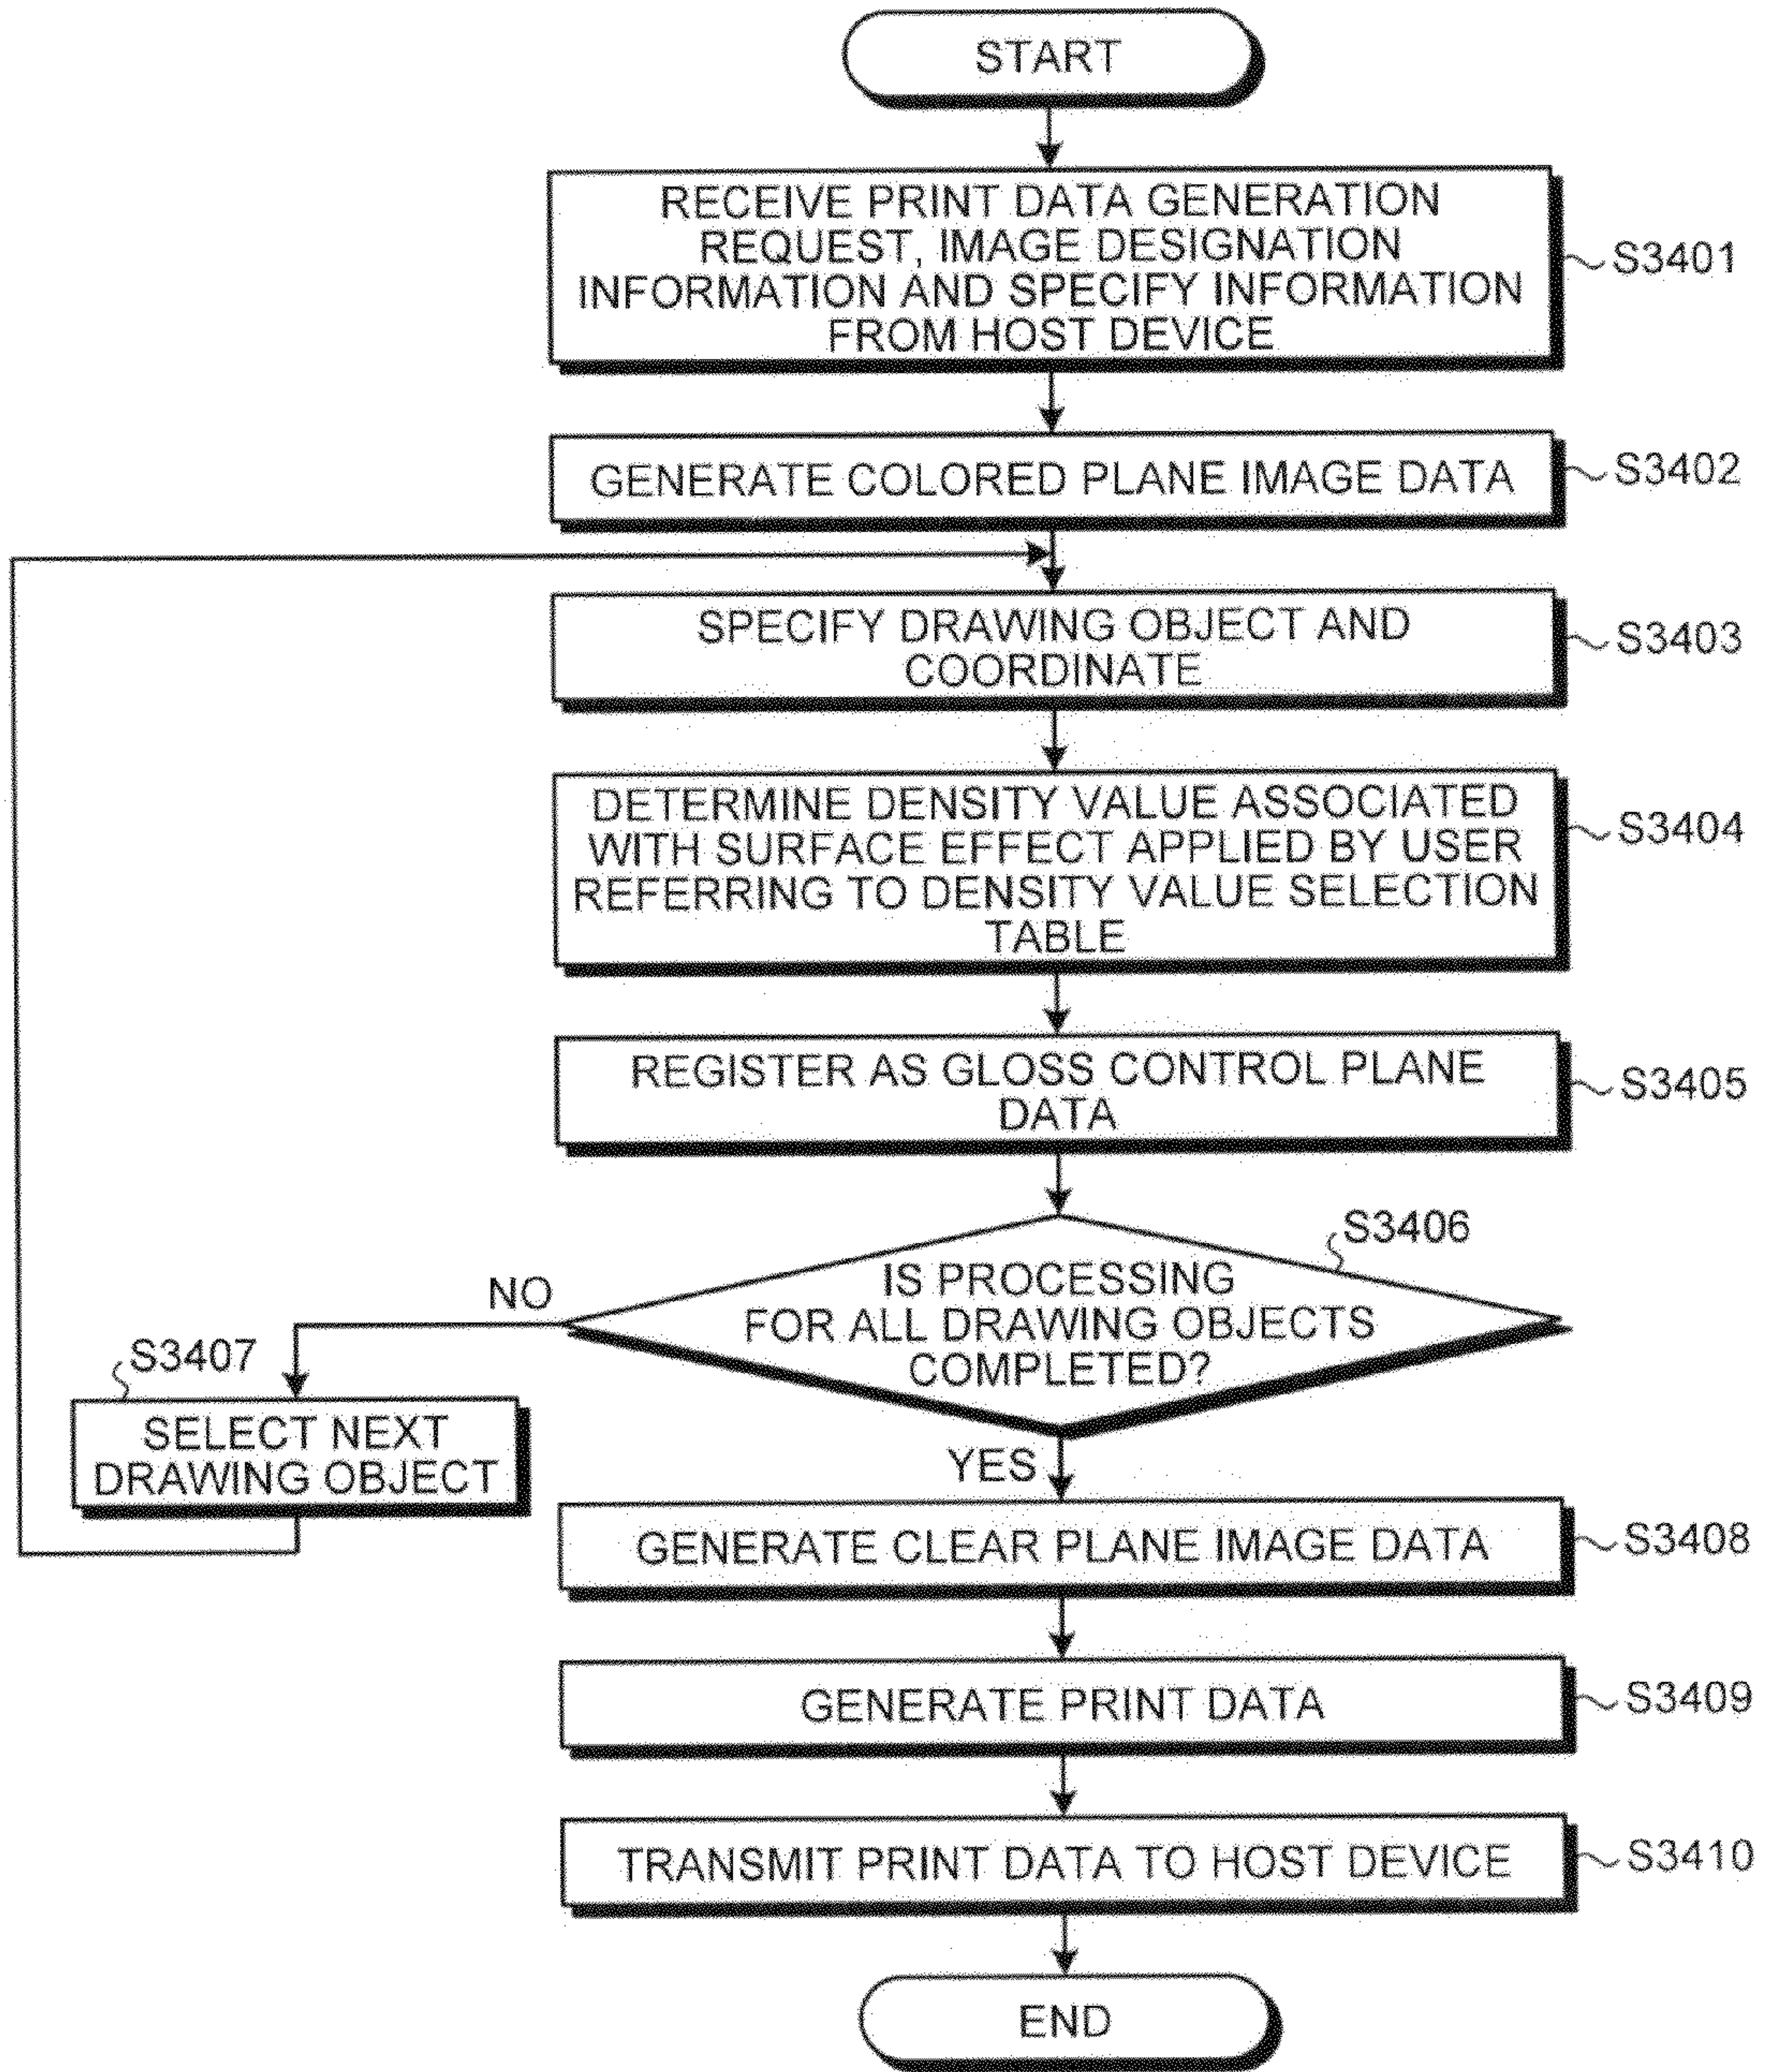 START
RECEIVE PRINT DATA GENERATION
REQUEST, IMAGE DESIGNATION
INFORMATION AND SPECIFY INFORMATION
FROM HOST DEVICE
S3401
GENERATE COLORED PLANE IMAGE DATA
S3402
SPECIFY DRAWING OBJECT AND
COORDINATE
S3403
DETERMINE DENSITY VALUE ASSOCIATED
WITH SURFACE EFFECT APPLIED BY USER
REFERRING TO DENSITY VALUE SELECTION
TABLE
S3404
REGISTER AS GLOSS CONTROL PLANE
DATA
S3405
S3406
IS PROCESSING
FOR ALL DRAWING OBJECTS
COMPLETED?
NO
S3407
SELECT NEXT
DRAWING OBJECT
YES
GENERATE CLEAR PLANE IMAGE DATA
S3408
GENERATE PRINT DATA
S3409
TRANSMIT PRINT DATA TO HOST DEVICE
S3410
END